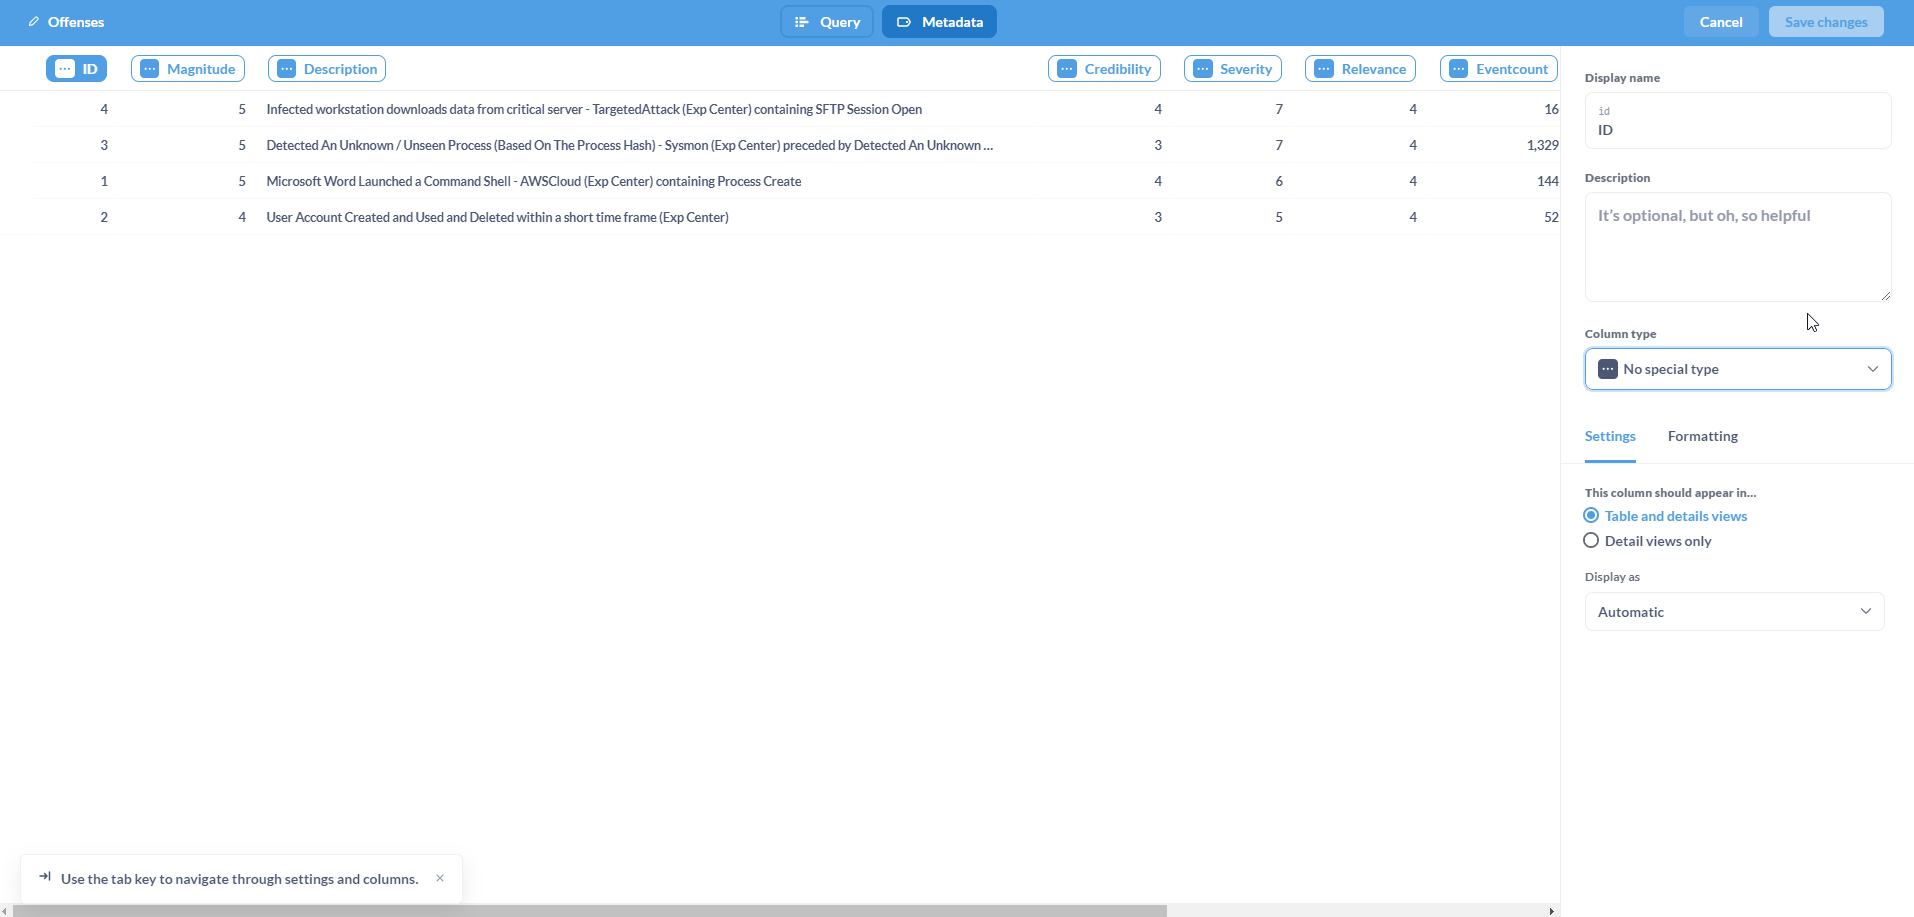 Offenses Query Metadata Cancel Save changes
ID Magnitude Description Credibility Severity Relevance Eventcount
4 5 Infected workstation downloads data from critical server - TargetedAttack (Exp Center) containing SFTP Session Open 4 7 4 16
3 5 Detected An Unknown / Unseen Process (Based On The Process Hash) - Sysmon (Exp Center) preceded by Detected An Unknown ... 3 7 4 1,329
1 5 Microsoft Word Launched a Command Shell - AWSCloud (Exp Center) containing Process Create 4 6 4 144
2 4 User Account Created and Used and Deleted within a short time frame (Exp Center) 3 5 4 52
Display name
id
ID
Description
It's optional, but oh, so helpful
Column type
No special type
Settings Formatting
This column should appear in...
Table and details views
Detail views only
Display as
Automatic
Use the tab key to navigate through settings and columns.